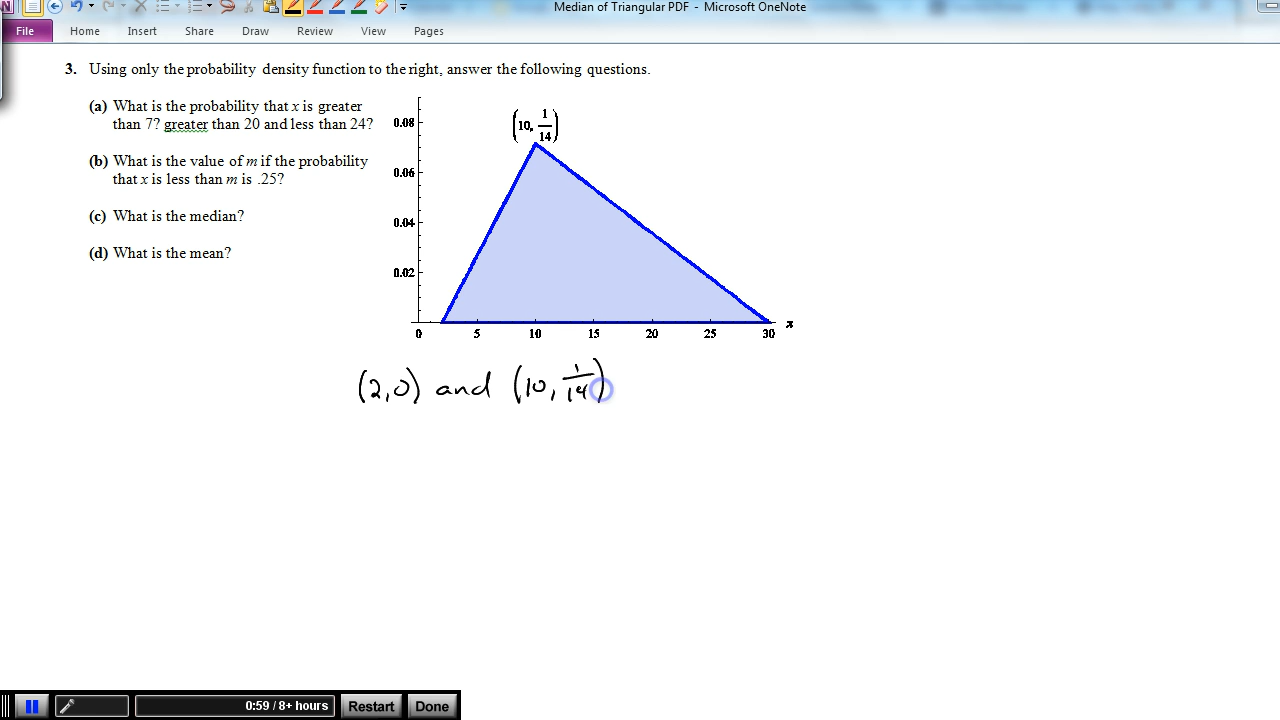 Median of Triangular PDF - Microsoft OneNote
File Home Insert Share Draw Review View Pages
3. Using only the probability density function to the right, answer the following questions.
(a) What is the probability that x is greater
than 7? greater than 20 and less than 24?
(b) What is the value of m if the probability
that x is less than m is .25?
(c) What is the median?
(d) What is the mean?
(10, 1/14)
0.08
0.06
0.04
0.02
0 5 10 15 20 25 30 x
(2,0) and (10, 1/14)
0:59 / 8+ hours Restart Done